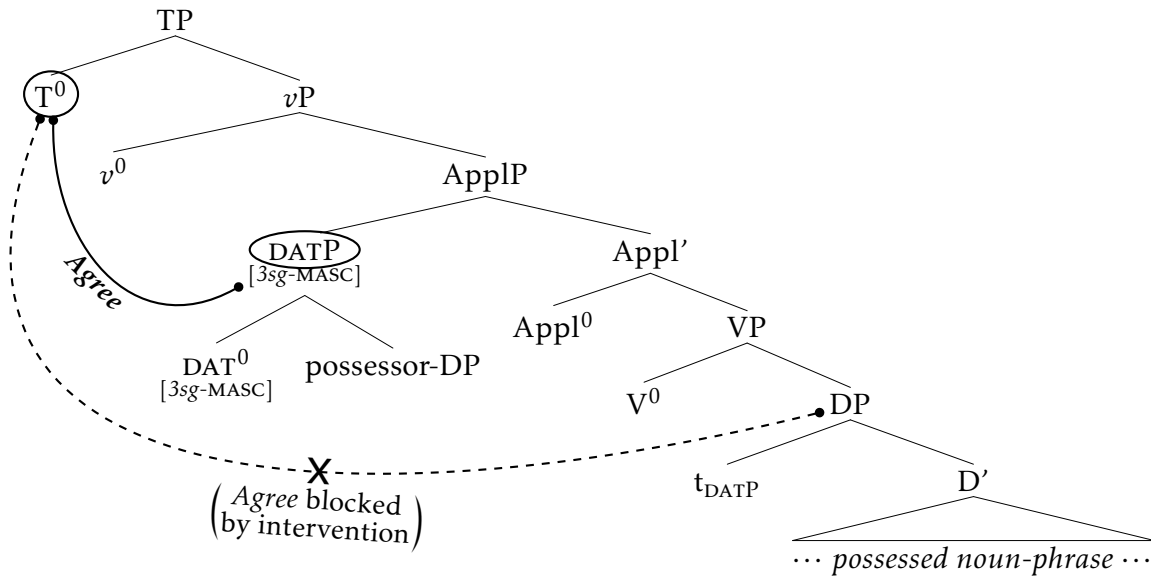 TP
T⁰
vP
v⁰
ApplP
DATP
[3sg-MASC]
Appl’
Agree
Appl⁰
VP
DAT⁰
[3sg-MASC]
possessor-DP
V⁰
DP
X
(Agree blocked
by intervention)
t_DATP
D’
··· possessed noun-phrase ···